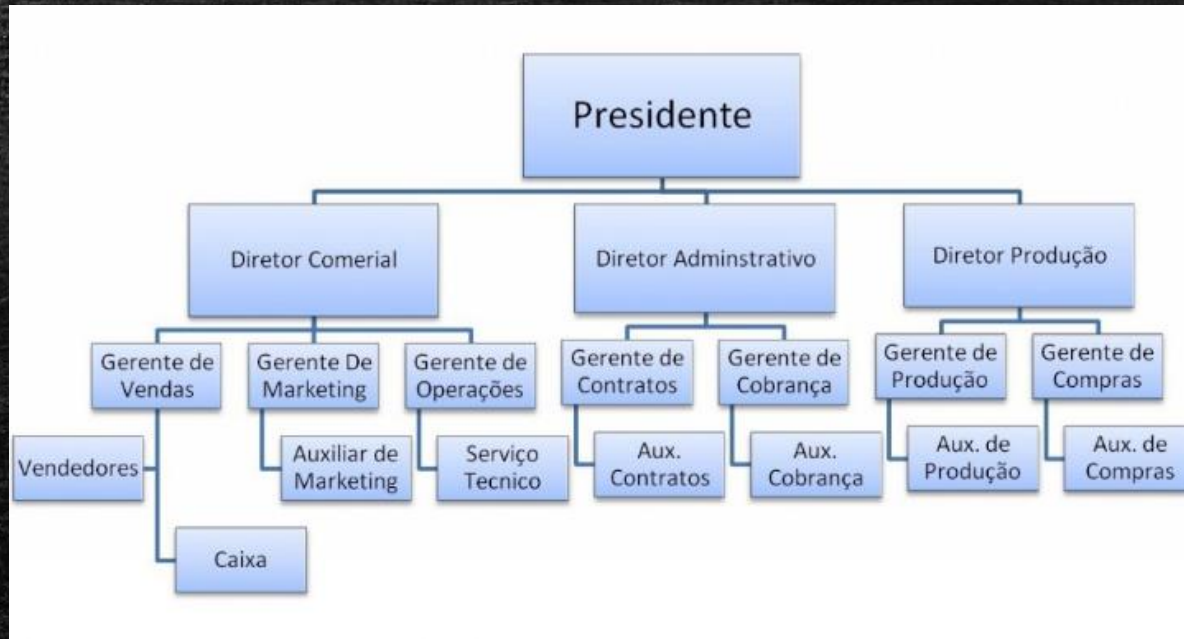 Presidente
Diretor Comerial
Diretor Adminstrativo
Diretor Produção
Gerente de
Vendas
Gerente De
Marketing
Gerente de
Operações
Gerente de
Contratos
Gerente de
Cobrança
Gerente de
Produção
Gerente de
Compras
Vendedores
Auxiliar de
Marketing
Serviço
Tecnico
Aux.
Contratos
Aux.
Cobrança
Aux. de
Produção
Aux. de
Compras
Caixa